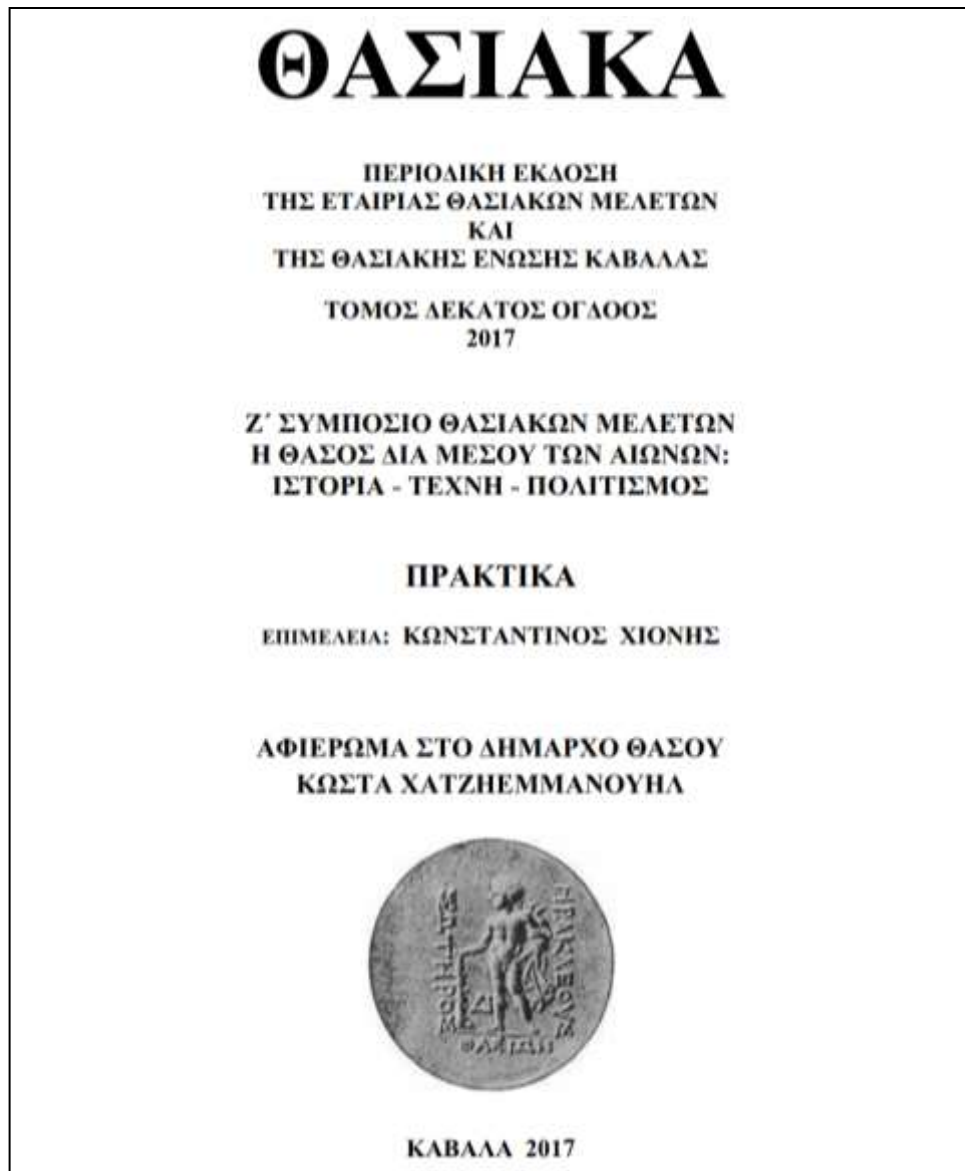 ΘΑΣΙΑΚΑ
ΠΕΡΙΟΔΙΚΗ ΕΚΔΟΣΗ
ΤΗΣ ΕΤΑΙΡΙΑΣ ΘΑΣΙΑΚΩΝ ΜΕΛΕΤΩΝ
ΚΑΙ
ΤΗΣ ΘΑΣΙΑΚΗΣ ΕΝΩΣΗΣ ΚΑΒΑΛΑΣ
ΤΟΜΟΣ ΔΕΚΑΤΟΣ ΟΓΔΟΟΣ
2017
Ζ΄ ΣΥΜΠΟΣΙΟ ΘΑΣΙΑΚΩΝ ΜΕΛΕΤΩΝ
Η ΘΑΣΟΣ ΔΙΑ ΜΕΣΟΥ ΤΩΝ ΑΙΩΝΩΝ:
ΙΣΤΟΡΙΑ - ΤΕΧΝΗ - ΠΟΛΙΤΙΣΜΟΣ
ΠΡΑΚΤΙΚΑ
ΕΠΙΜΕΛΕΙΑ: ΚΩΝΣΤΑΝΤΙΝΟΣ ΧΙΟΝΗΣ
ΑΦΙΕΡΩΜΑ ΣΤΟ ΔΗΜΑΡΧΟ ΘΑΣΟΥ
ΚΩΣΤΑ ΧΑΤΖΗΕΜΜΑΝΟΥΗΛ
ΗΡΑΚΛΕΟΥΣ
ΣΩΤΗΡΟΣ
ΘΑΣΙΩΝ
ΚΑΒΑΛΑ 2017